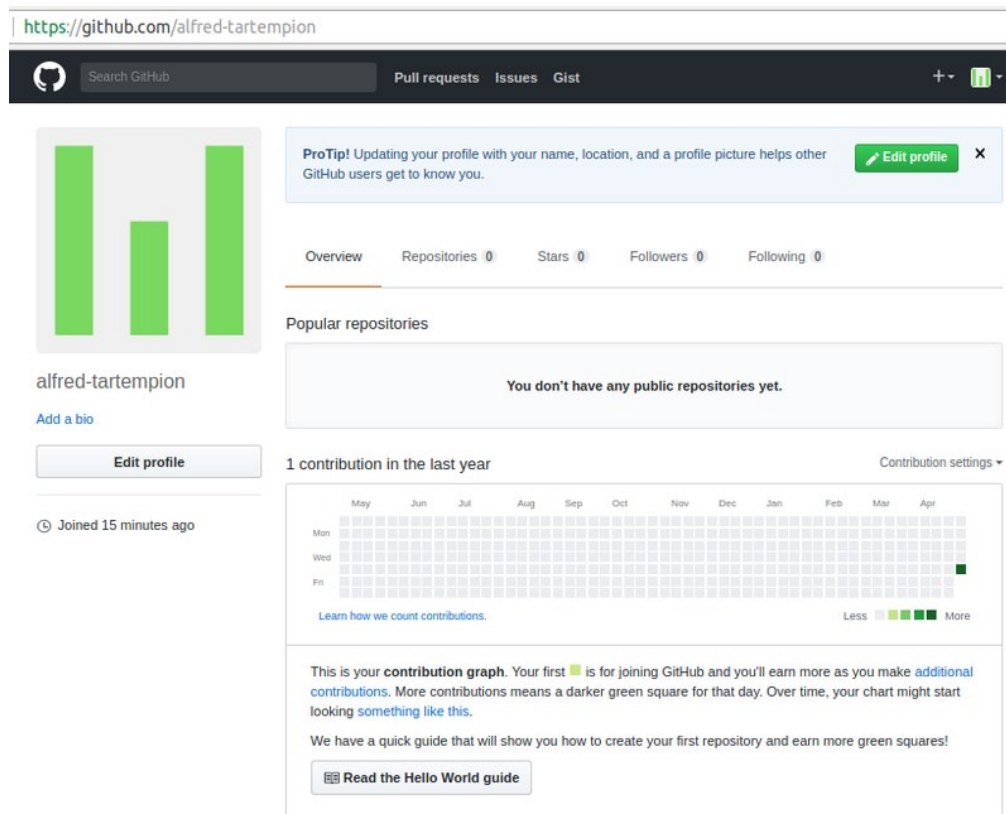 https://github.com/alfred-tartempion
Search GitHub
Pull requests Issues Gist
ProTip! Updating your profile with your name, location, and a profile picture helps other
GitHub users get to know you.
Edit profile
Overview Repositories 0 Stars 0 Followers 0 Following 0
Popular repositories
You don't have any public repositories yet.
alfred-tartempion
Add a bio
Edit profile
Joined 15 minutes ago
1 contribution in the last year
Contribution settings
May Jun Jul Aug Sep Oct Nov Dec Jan Feb Mar Apr
Mon
Wed
Fri
Learn how we count contributions.
Less More
This is your contribution graph. Your first is for joining GitHub and you'll earn more as you make additional
contributions. More contributions means a darker green square for that day. Over time, your chart might start
looking something like this.
We have a quick guide that will show you how to create your first repository and earn more green squares!
Read the Hello World guide